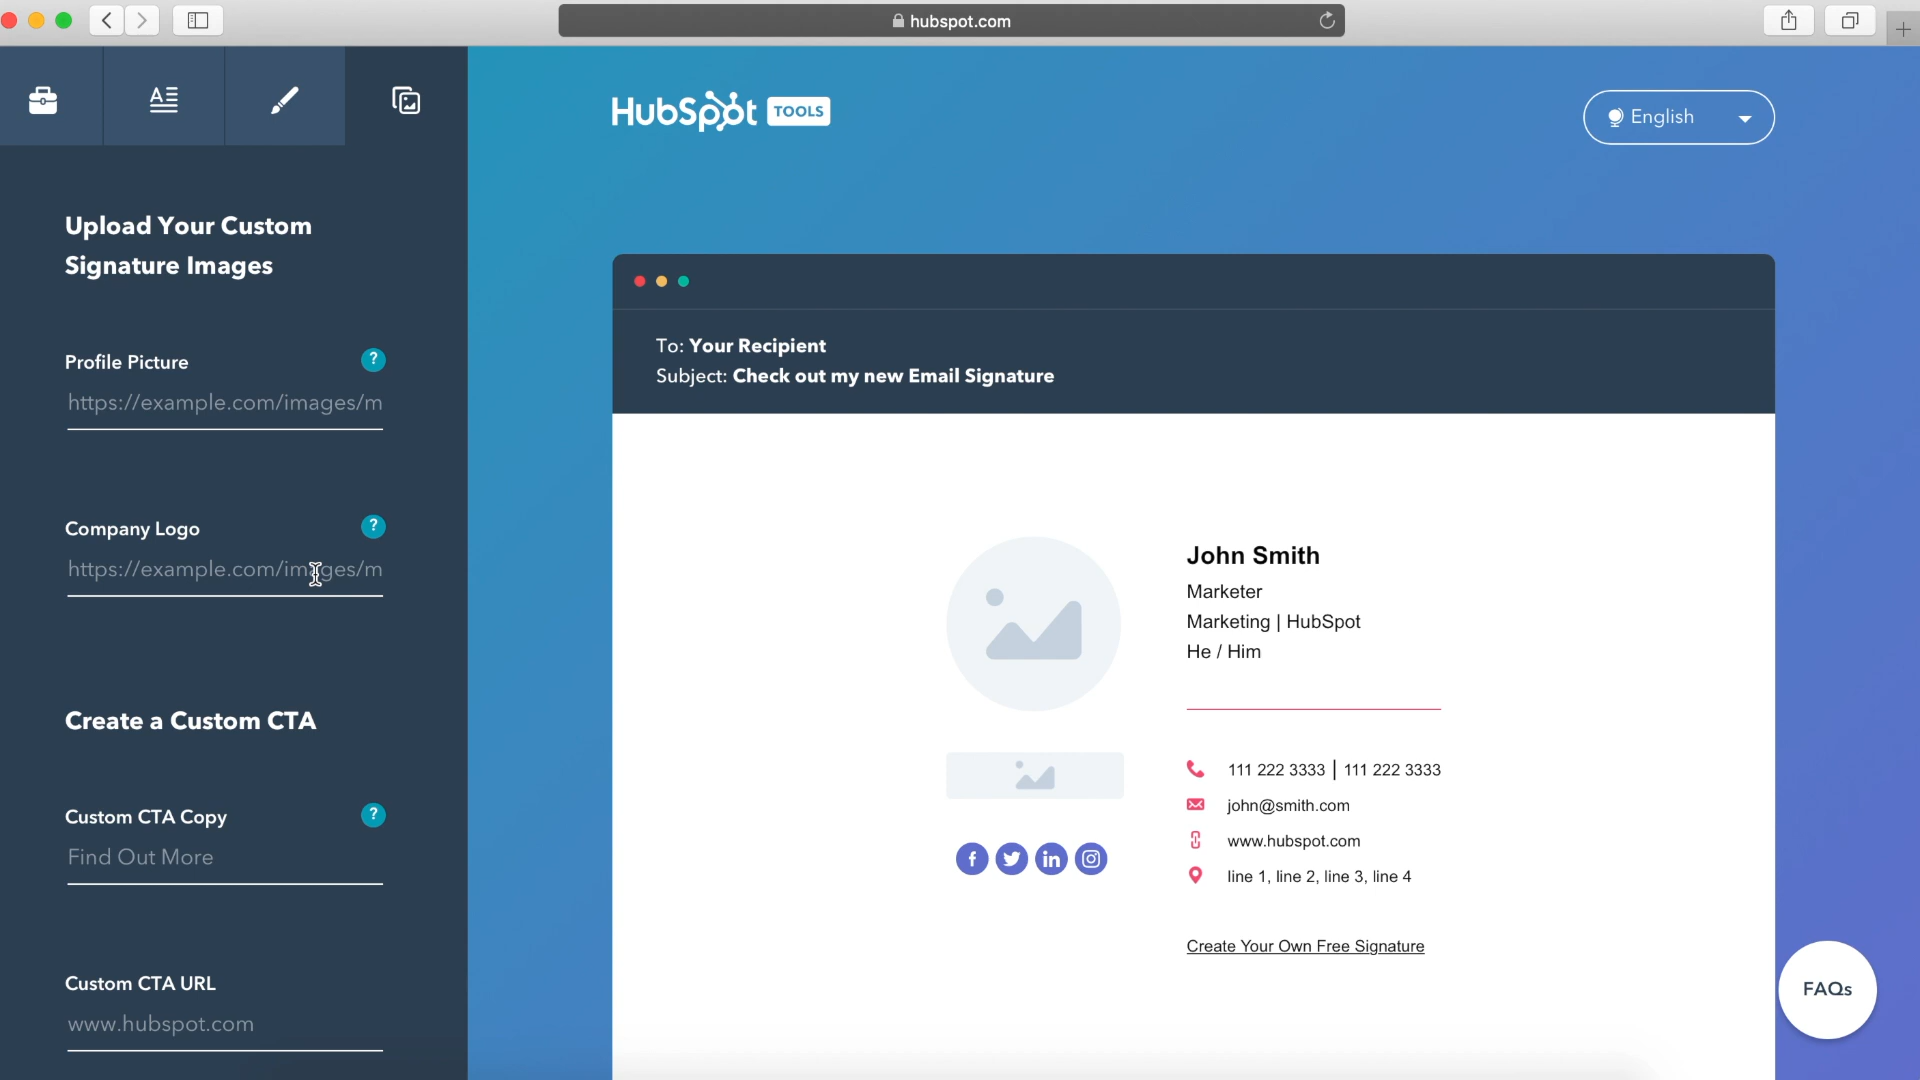 hubspot.com
HubSpot TOOLS
English
Upload Your Custom
Signature Images
Profile Picture
?
https://example.com/images/m
Company Logo
?
https://example.com/images/m
Create a Custom CTA
Custom CTA Copy
?
Find Out More
Custom CTA URL
www.hubspot.com
To: Your Recipient
Subject: Check out my new Email Signature
John Smith
Marketer
Marketing | HubSpot
He / Him
111 222 3333 | 111 222 3333
john@smith.com
www.hubspot.com
line 1, line 2, line 3, line 4
Create Your Own Free Signature
FAQs